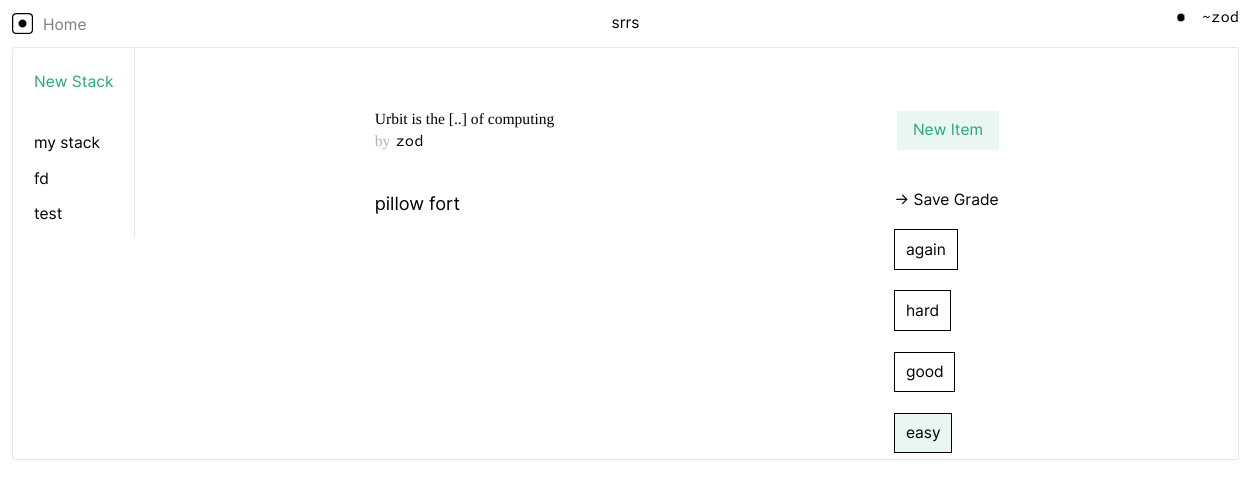 Home
srrs
~zod
New Stack
my stack
fd
test
Urbit is the [..] of computing
by zod
pillow fort
New Item
→ Save Grade
again
hard
good
easy